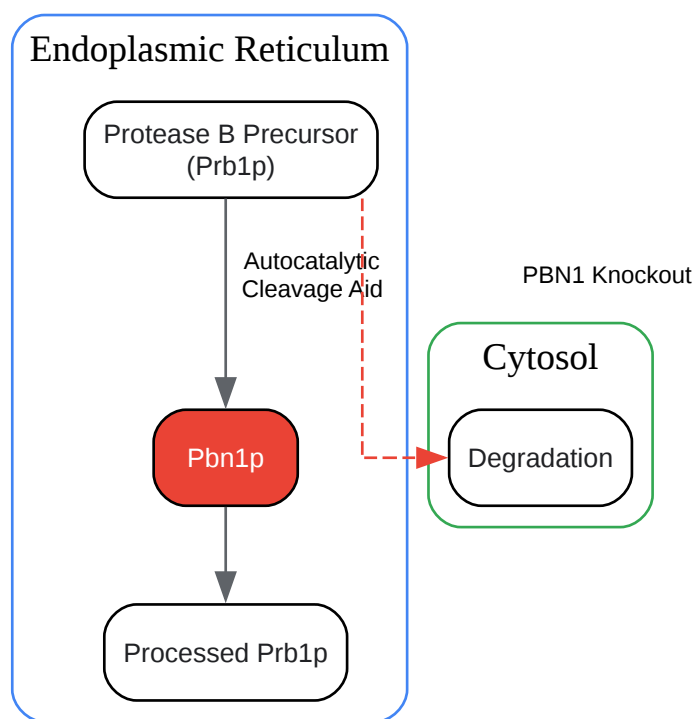 Endoplasmic Reticulum
Protease B Precursor
(Prb1p)
Autocatalytic
Cleavage Aid
PBN1 Knockout
Cytosol
Pbn1p
Degradation
Processed Prb1p